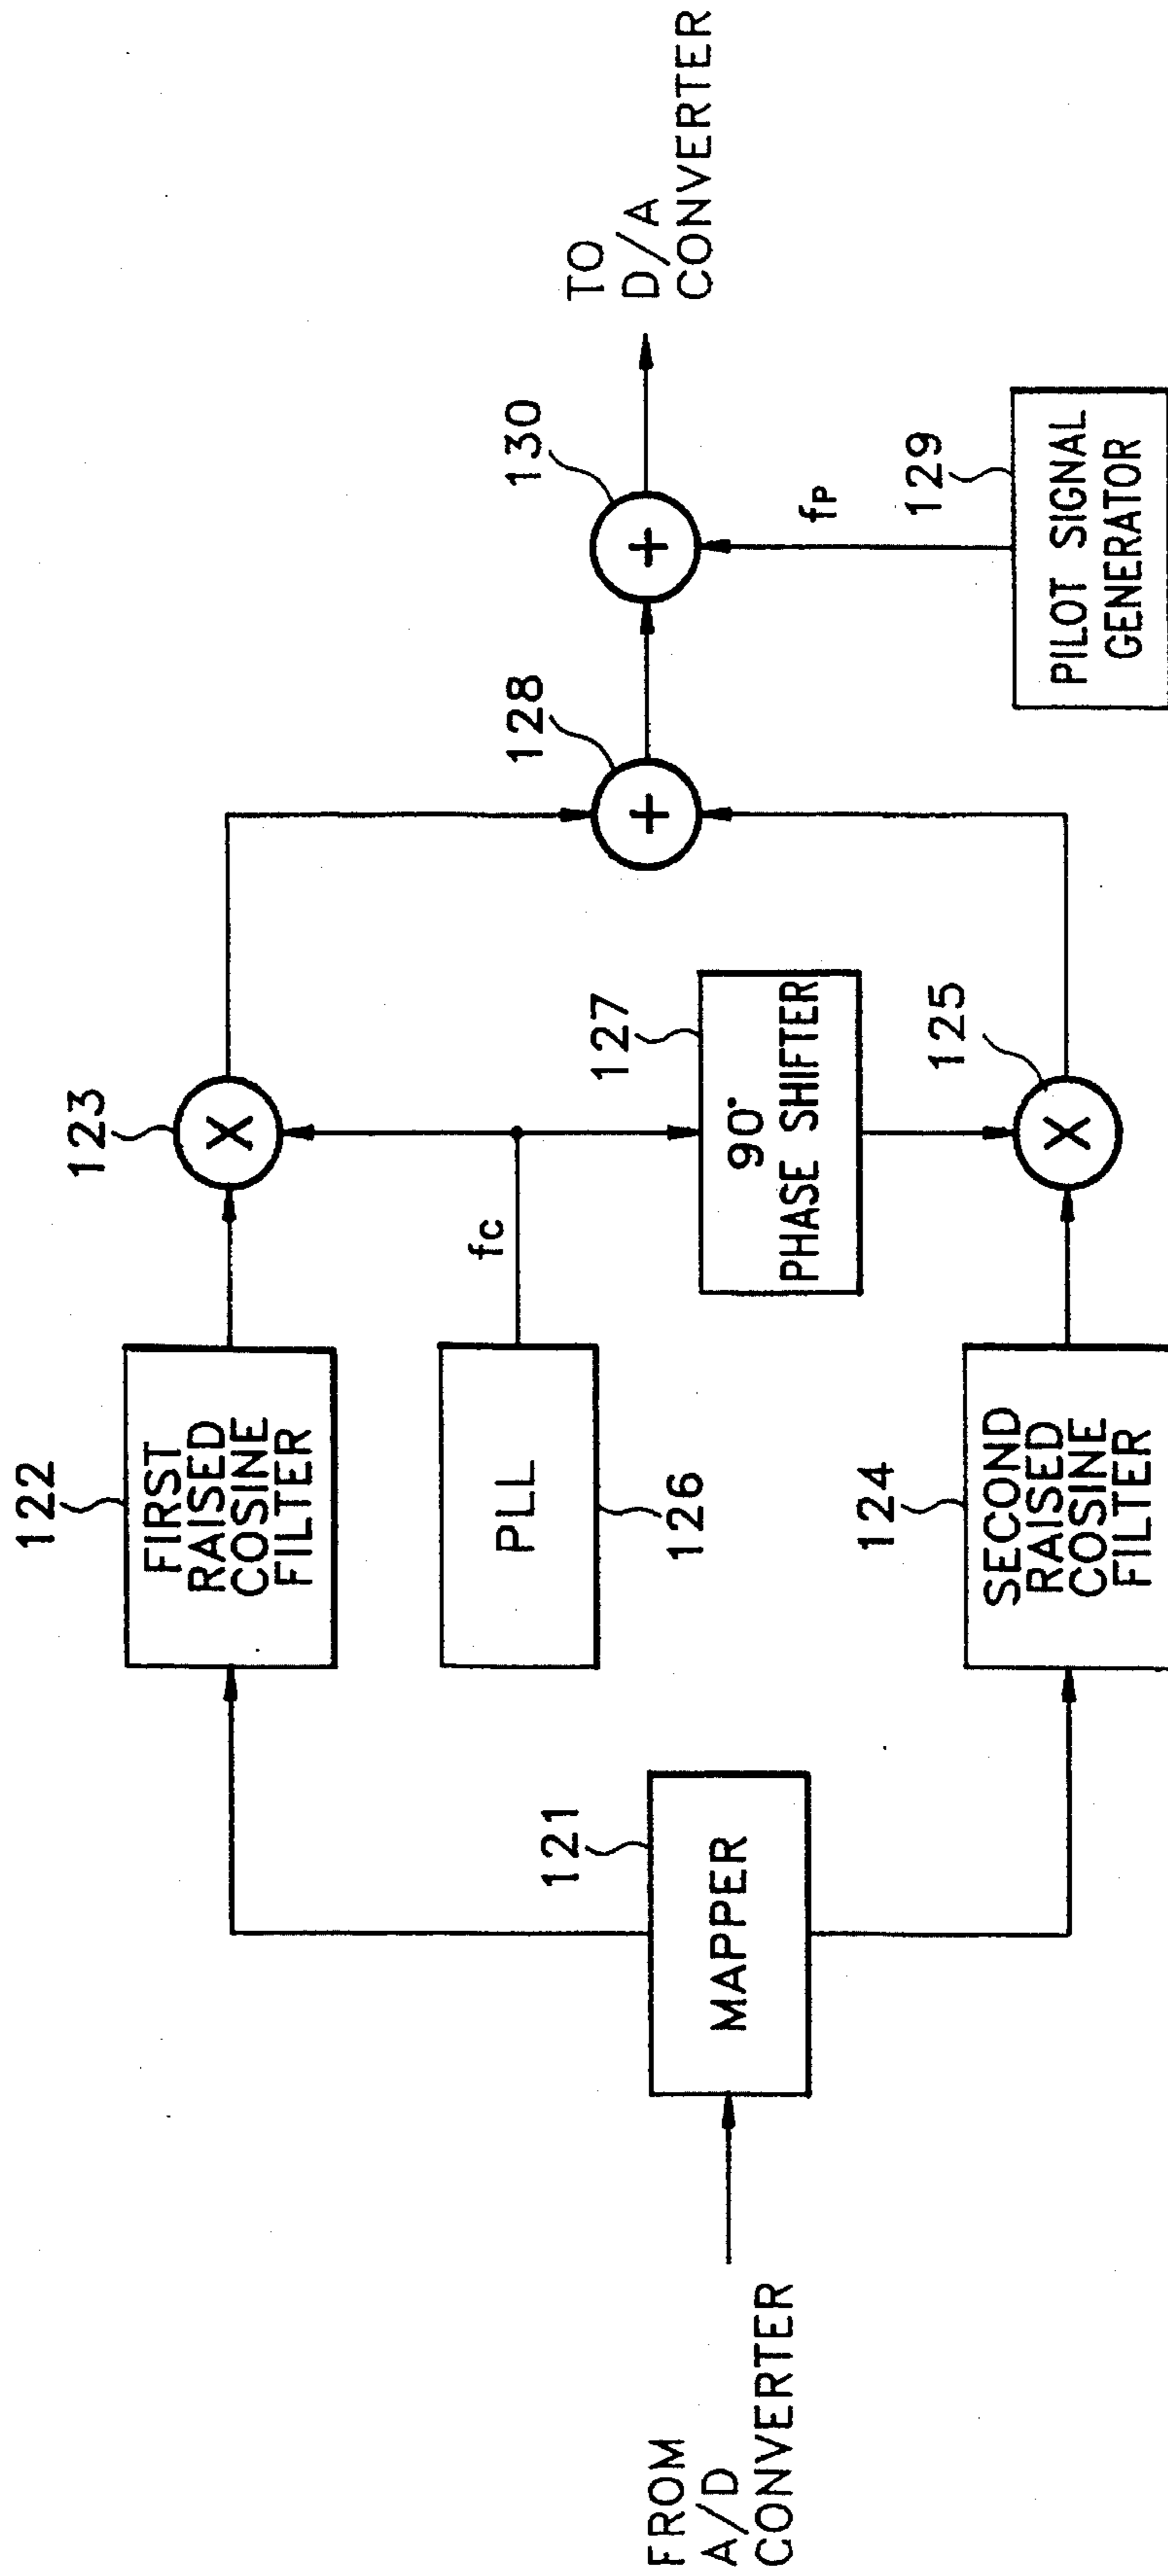 FROM
A/D
CONVERTER
121
MAPPER
122
FIRST
RAISED
COSINE
FILTER
PLL
126
124
SECOND
RAISED
COSINE
FILTER
fc
123
127
90°
PHASE SHIFTER
125
128
130
fP
129
PILOT SIGNAL
GENERATOR
TO
D/A
CONVERTER